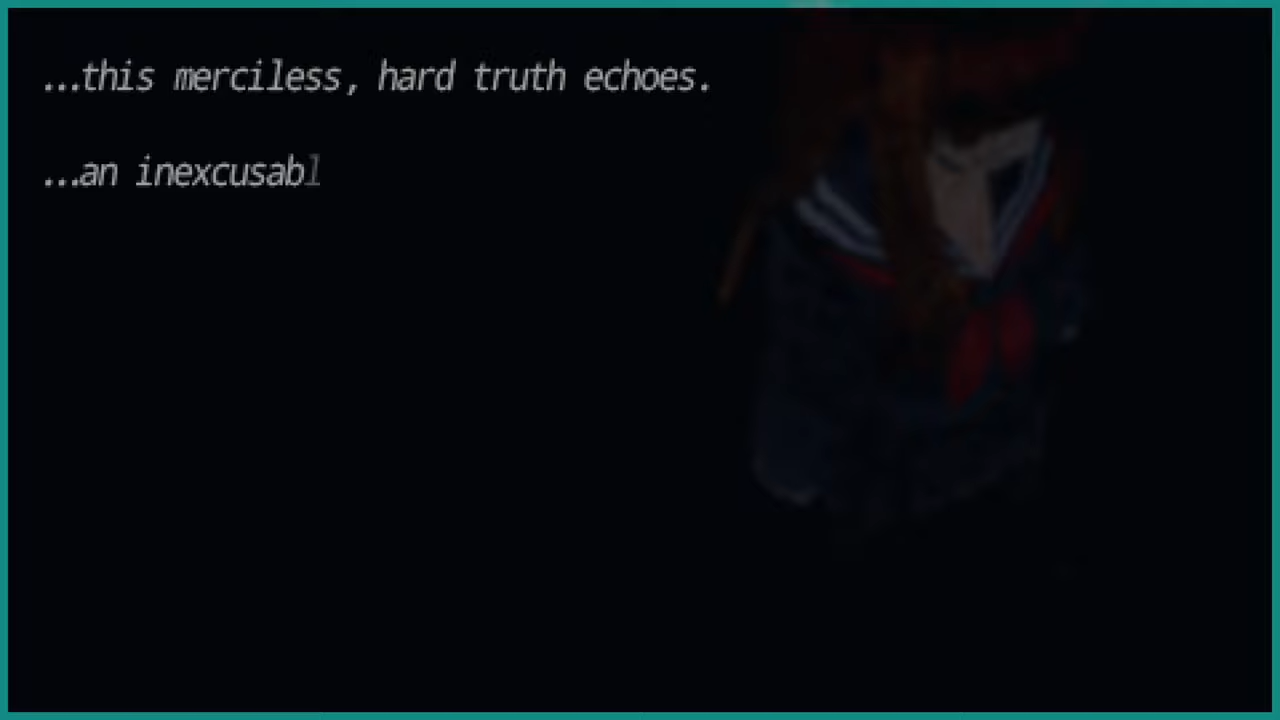 ...this merciless, hard truth echoes.
...an inexcusabl